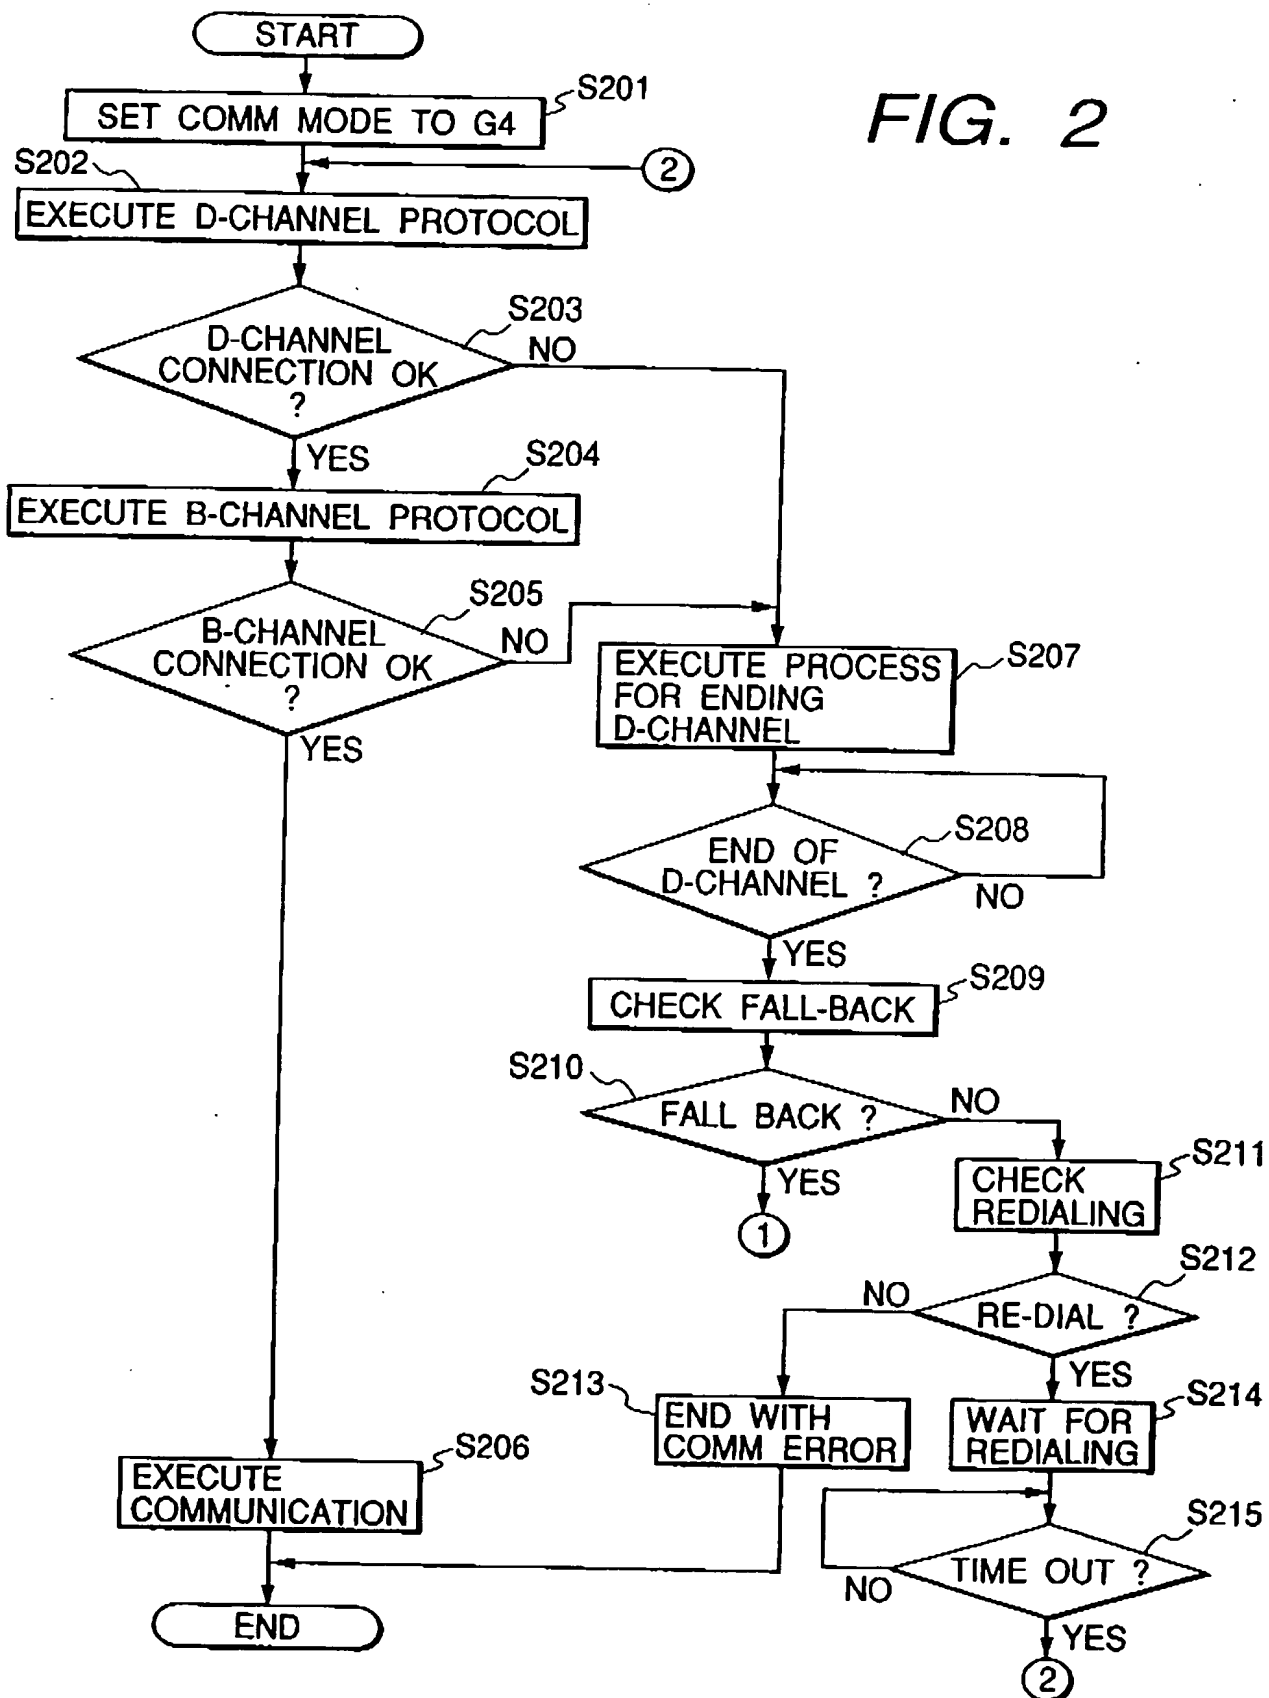 START
S201
SET COMM MODE TO G4
FIG. 2
S202
2
EXECUTE D-CHANNEL PROTOCOL
S203
D-CHANNEL
CONNECTION OK
?
NO
YES
S204
EXECUTE B-CHANNEL PROTOCOL
S205
B-CHANNEL
CONNECTION OK
?
NO
YES
S207
EXECUTE PROCESS
FOR ENDING
D-CHANNEL
S208
END OF
D-CHANNEL ?
NO
YES
S209
CHECK FALL-BACK
S210
FALL BACK ?
NO
YES
1
S211
CHECK
REDIALING
S212
RE-DIAL ?
NO
YES
S213
END WITH
COMM ERROR
S214
WAIT FOR
REDIALING
S206
EXECUTE
COMMUNICATION
S215
TIME OUT ?
NO
YES
2
END